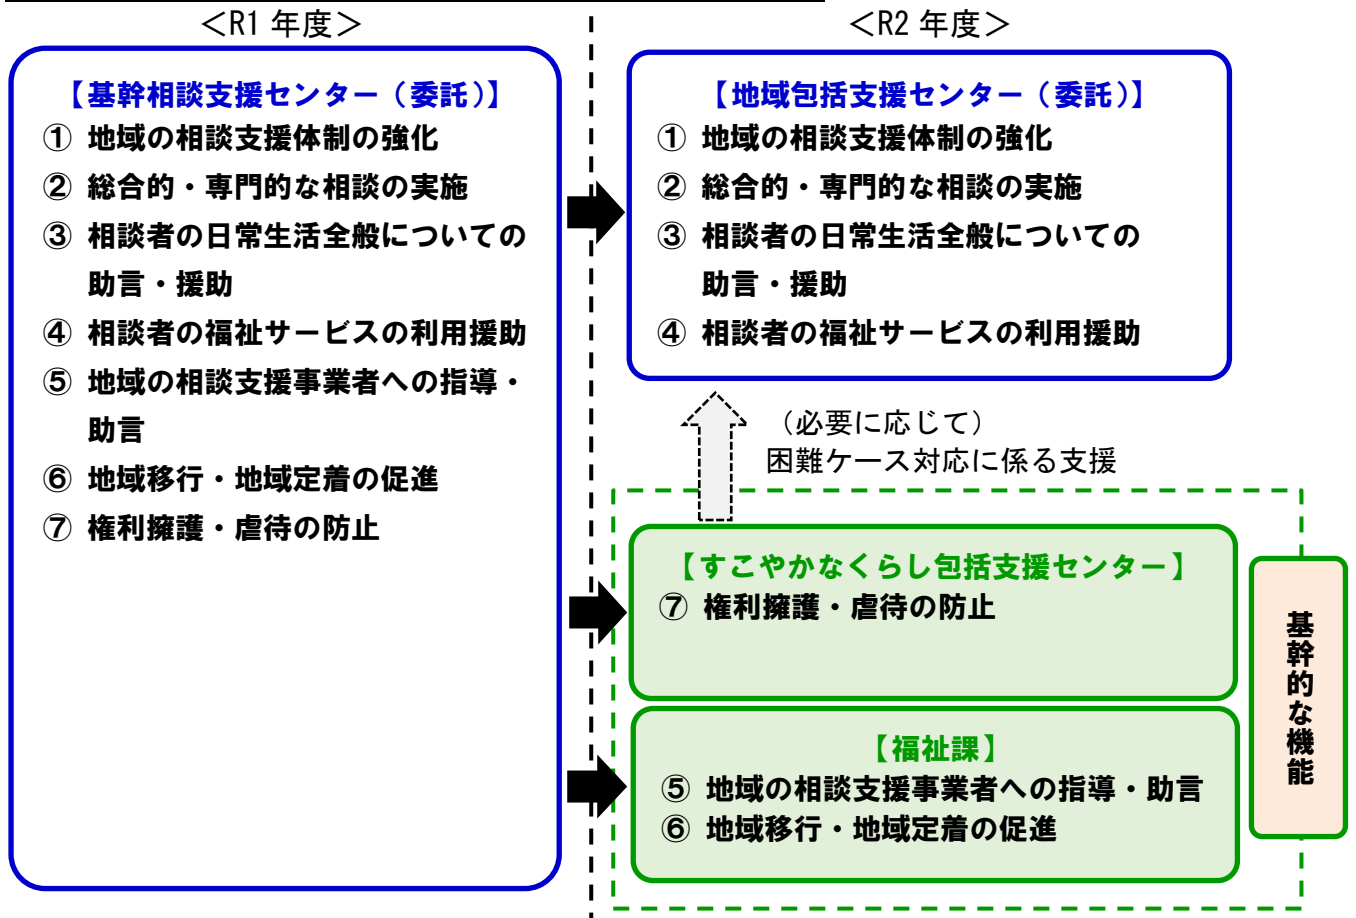 ＜R1 年度＞
【基幹相談支援センター（委託）】
① 地域の相談支援体制の強化
② 総合的・専門的な相談の実施
③ 相談者の日常生活全般についての
助言・援助
④ 相談者の福祉サービスの利用援助
⑤ 地域の相談支援事業者への指導・
助言
⑥ 地域移行・地域定着の促進
⑦ 権利擁護・虐待の防止
＜R2 年度＞
【地域包括支援センター（委託）】
① 地域の相談支援体制の強化
② 総合的・専門的な相談の実施
③ 相談者の日常生活全般についての
助言・援助
④ 相談者の福祉サービスの利用援助
（必要に応じて）
困難ケース対応に係る支援
【すこやかなくらし包括支援センター】
⑦ 権利擁護・虐待の防止
【福祉課】
⑤ 地域の相談支援事業者への指導・助言
⑥ 地域移行・地域定着の促進
基幹的な機能